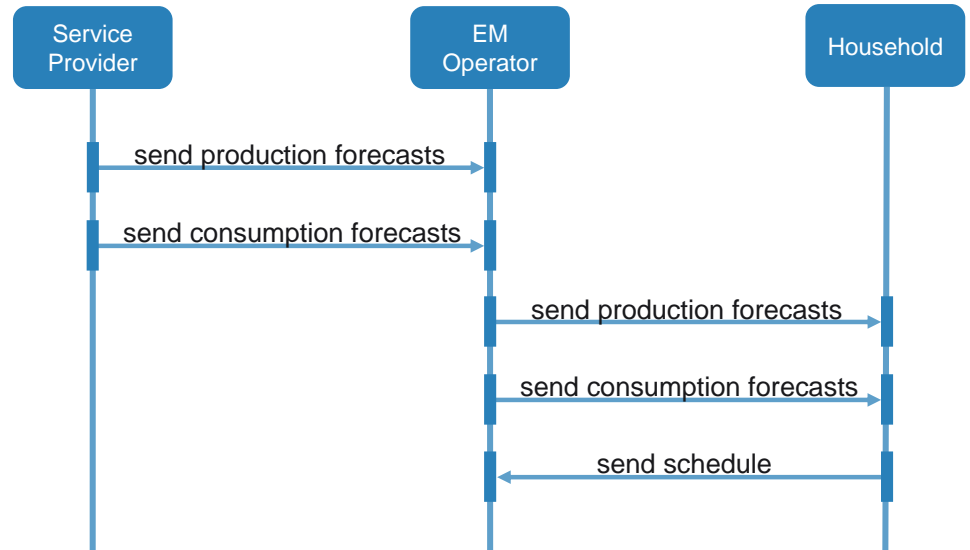 Service
Provider
EM
Operator
Household
send production forecasts
send consumption forecasts
send production forecasts
send consumption forecasts
send schedule